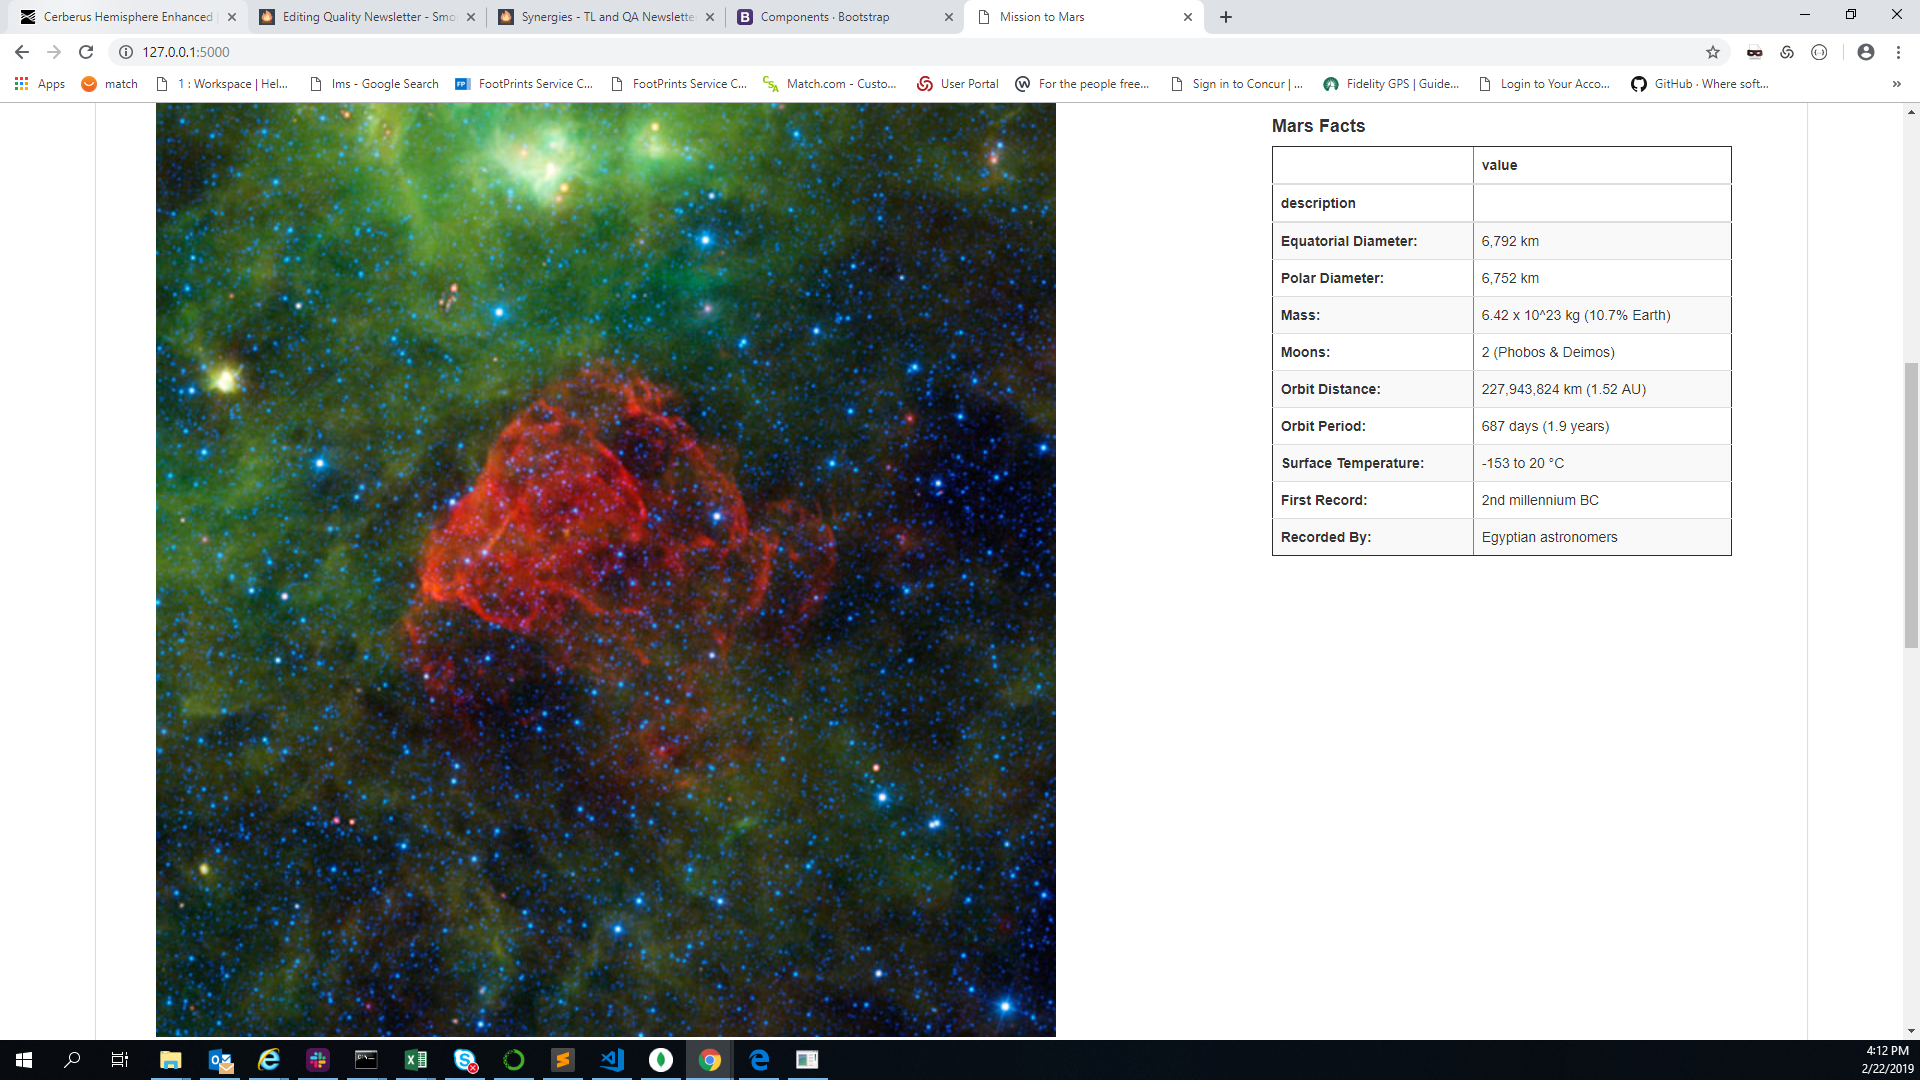 Cerberus Hemisphere Enhanced
Editing Quality Newsletter - Smo
Synergies - TL and QA Newslette
Components · Bootstrap
Mission to Mars
127.0.0.1:5000
Apps
match
1 : Workspace | Hel...
lms - Google Search
FootPrints Service C...
FootPrints Service C...
Match.com - Custo...
User Portal
For the people free...
Sign in to Concur | ...
Fidelity GPS | Guide...
Login to Your Acco...
GitHub · Where soft...
»
Mars Facts
value
description
Equatorial Diameter: 6,792 km
Polar Diameter: 6,752 km
Mass: 6.42 x 10^23 kg (10.7% Earth)
Moons: 2 (Phobos & Deimos)
Orbit Distance: 227,943,824 km (1.52 AU)
Orbit Period: 687 days (1.9 years)
Surface Temperature: -153 to 20 °C
First Record: 2nd millennium BC
Recorded By: Egyptian astronomers
4:12 PM
2/22/2019